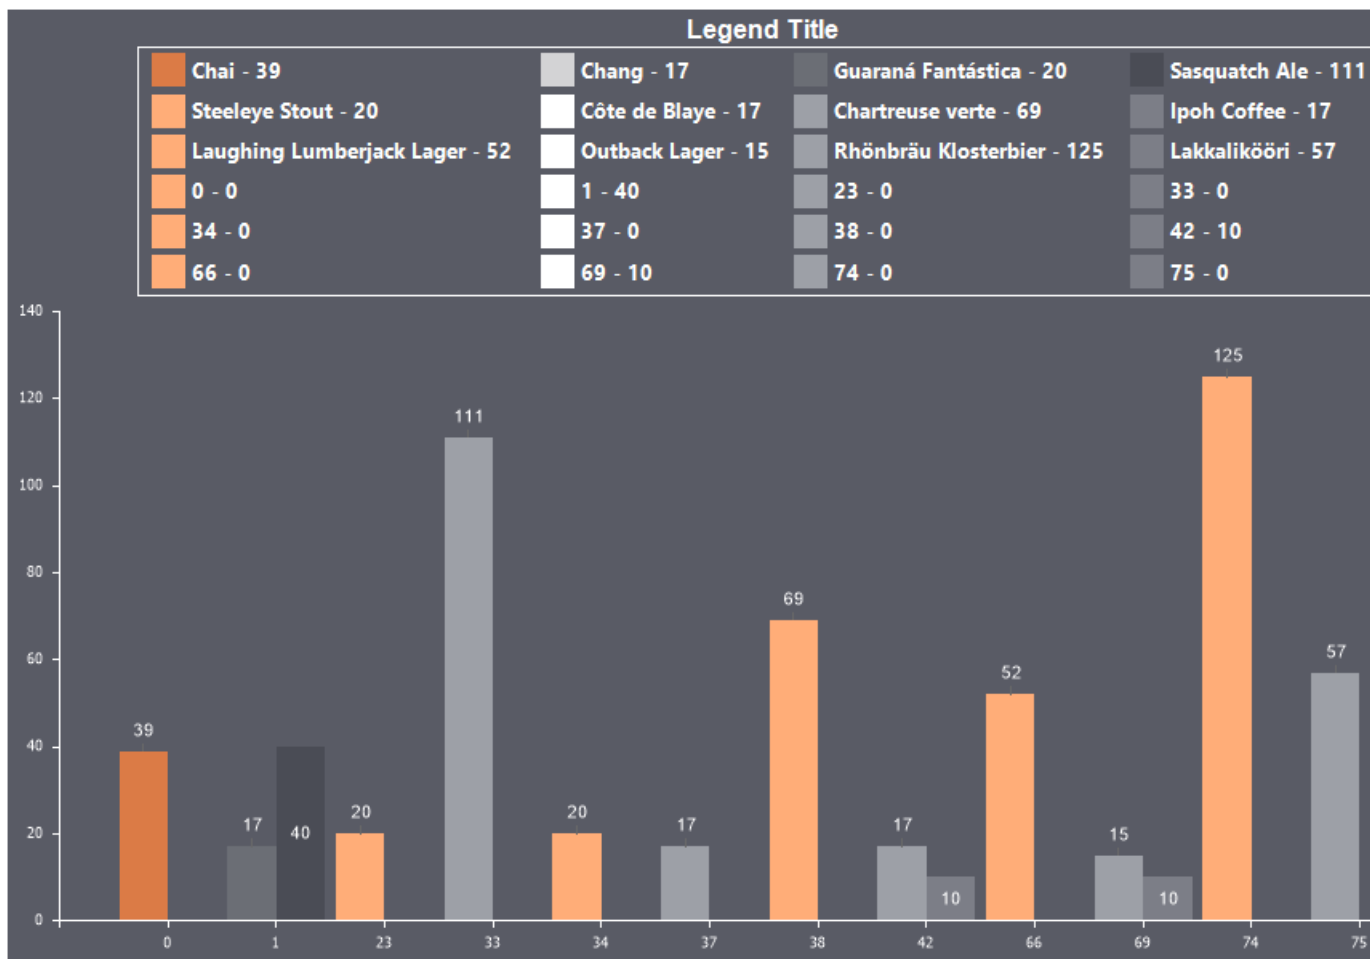 Legend Title
Chai - 39 Chang - 17 Guaraná Fantástica - 20 Sasquatch Ale - 111
Steeleye Stout - 20 Côte de Blaye - 17 Chartreuse verte - 69 Ipoh Coffee - 17
Laughing Lumberjack Lager - 52 Outback Lager - 15 Rhönbräu Klosterbier - 125 Lakkalikööri - 57
0 - 0 1 - 40 23 - 0 33 - 0
34 - 0 37 - 0 38 - 0 42 - 10
66 - 0 69 - 10 74 - 0 75 - 0
140
125
120
111
100
80
69
60
57
52
40
39
20 20
17 40 17 17 15
20
10 10
0
0 1 23 33 34 37 38 42 66 69 74 75